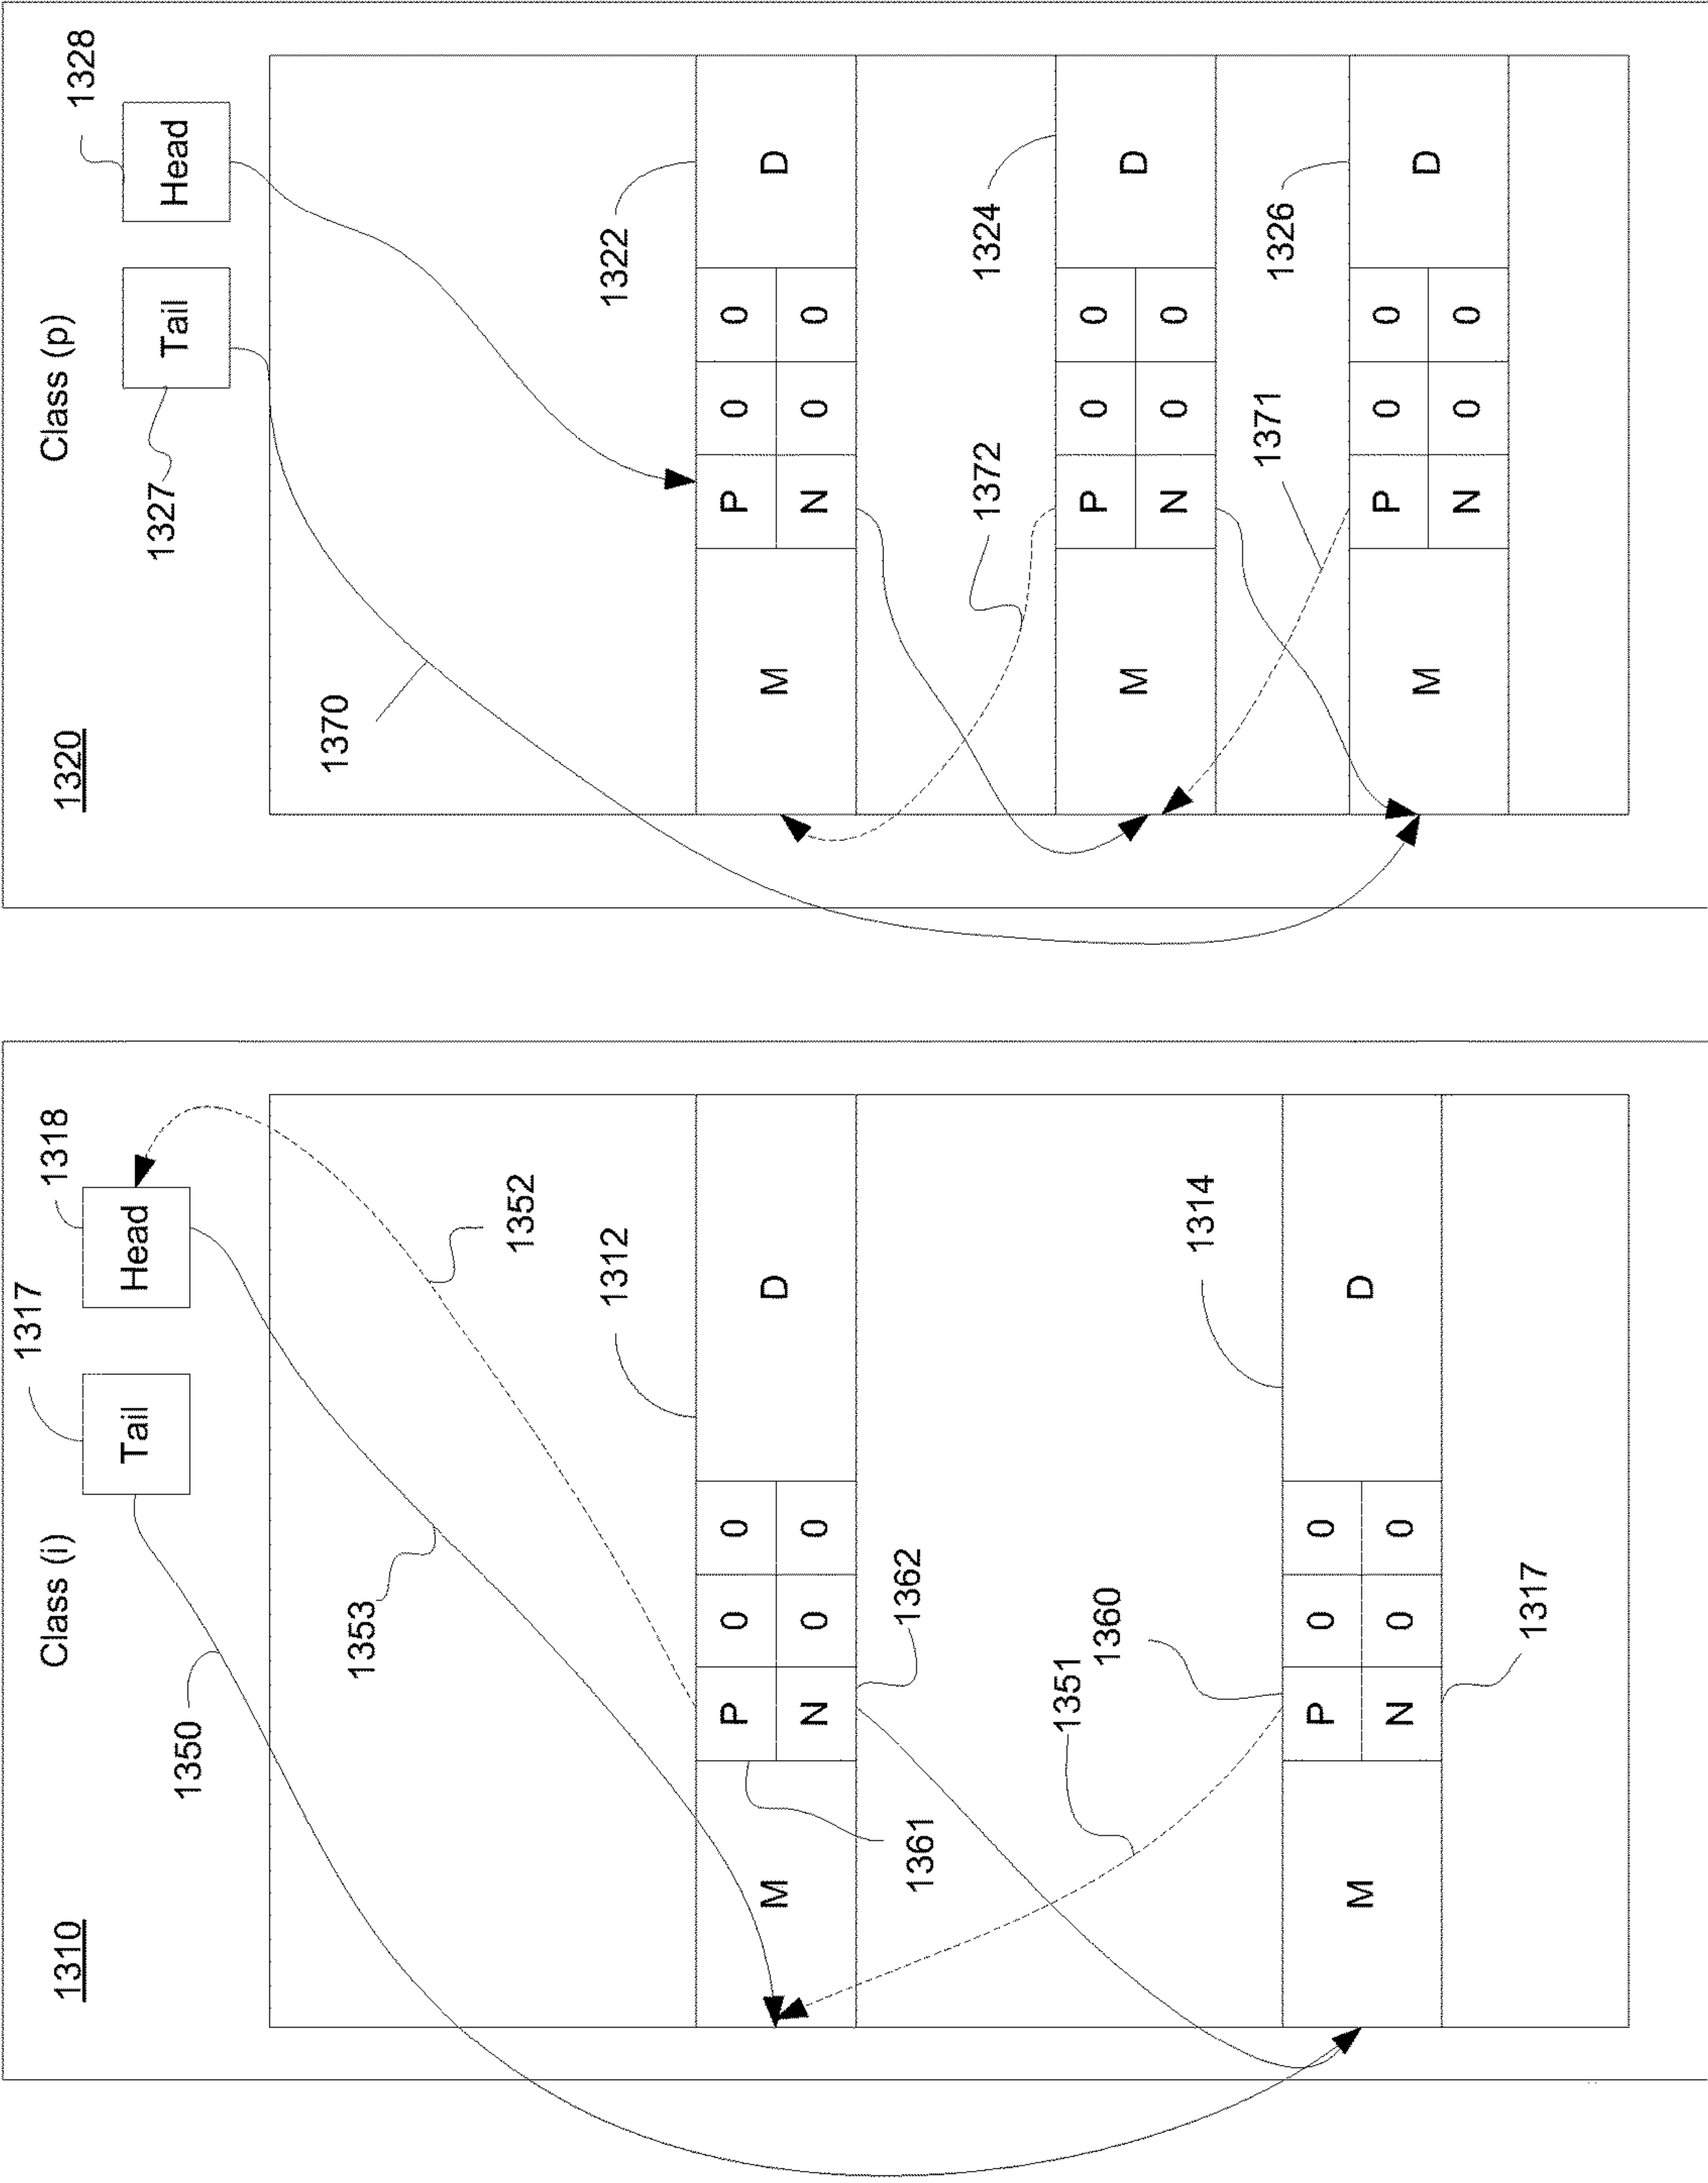 1310
Class (i)
1317
1318
Tail
Head
1350
1353
1352
1312
M
P 0 0
N 0 0
D
1361
1362
1351
1360
1314
M
P 0 0
N 0 0
D
1317
1320
Class (p)
1328
Tail
Head
1327
1370
1322
M
P 0 0
N 0 0
D
1372
1324
M
P 0 0
N 0 0
D
1371
1326
M
P 0 0
N 0 0
D